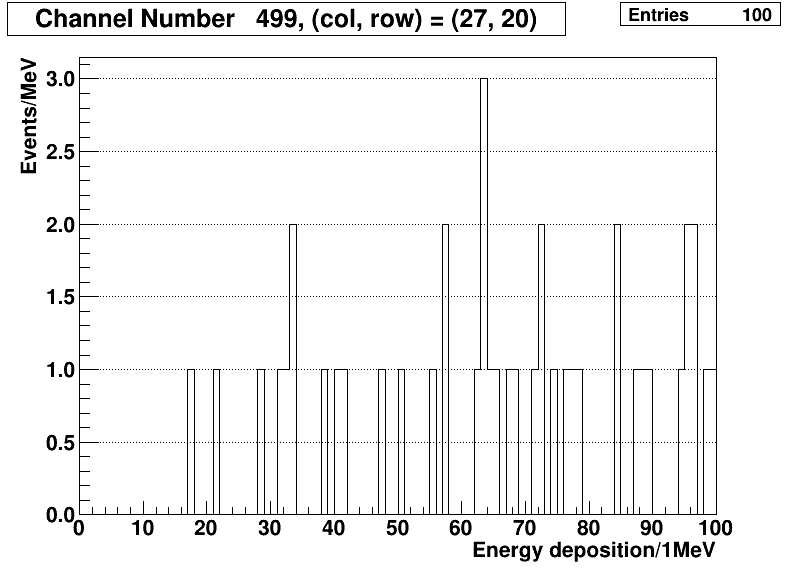 Channel Number 499, (col, row) = (27, 20)
Entries 100
Events/MeV
3.0
2.5
2.0
1.5
1.0
0.5
0.0
0 10 20 30 40 50 60 70 80 90 100
Energy deposition/1MeV